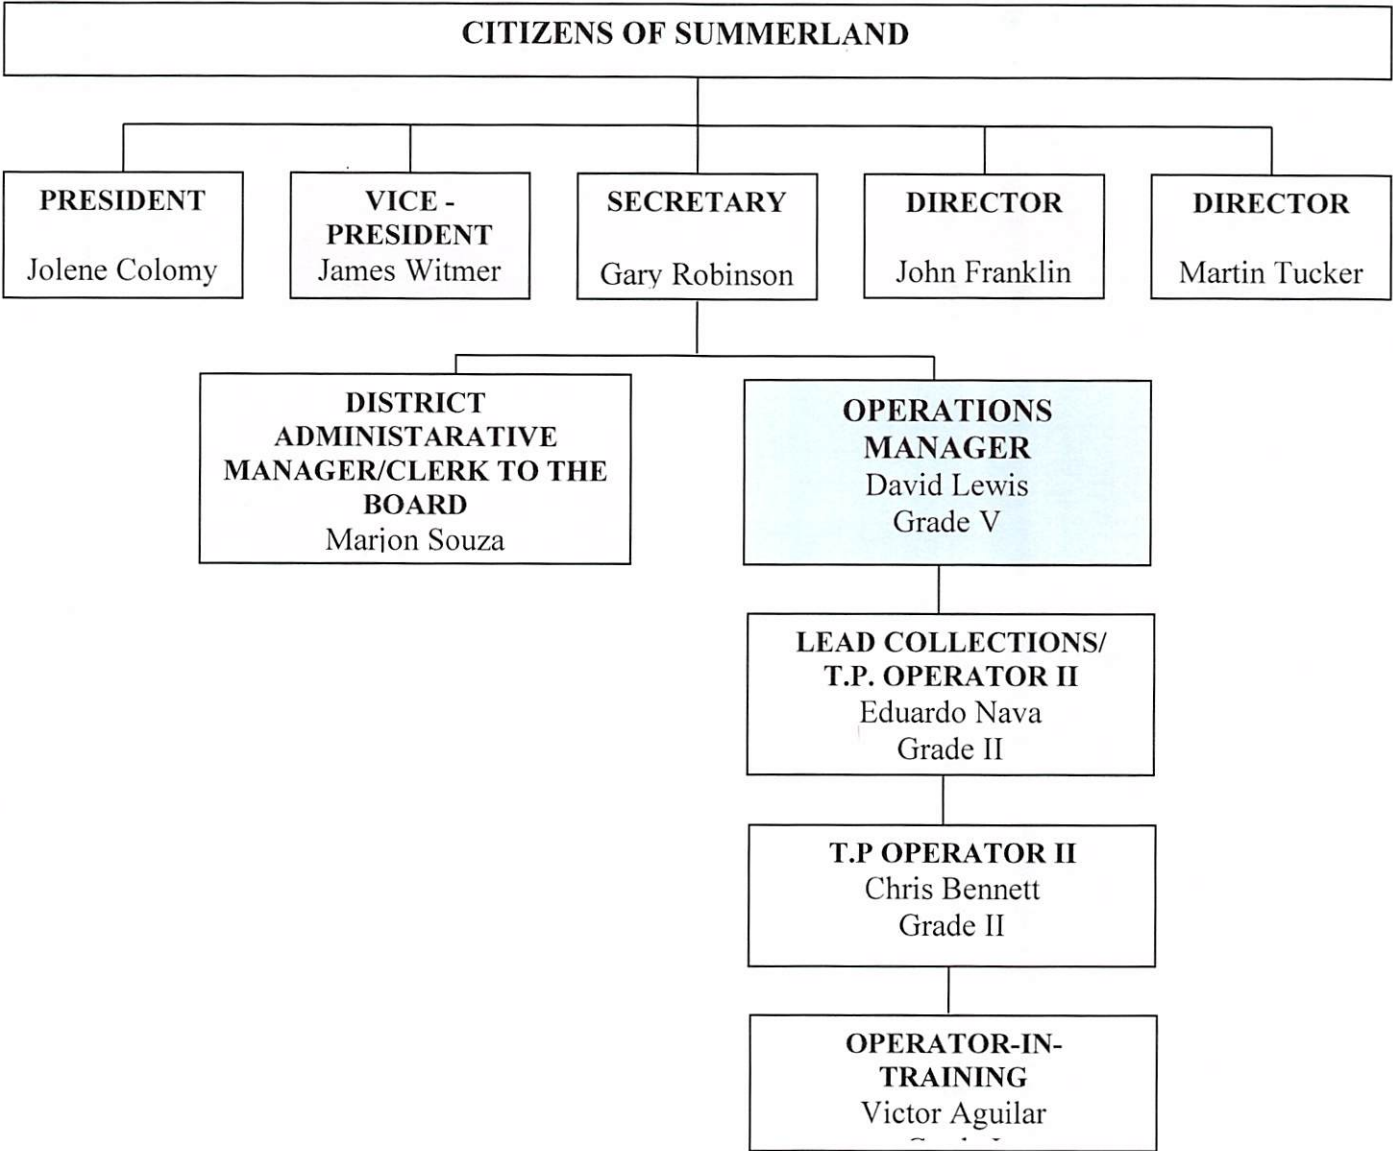 CITIZENS OF SUMMERLAND
PRESIDENT
Jolene Colomy
VICE -
PRESIDENT
James Witmer
SECRETARY
Gary Robinson
DIRECTOR
John Franklin
DIRECTOR
Martin Tucker
DISTRICT
ADMINISTARATIVE
MANAGER/CLERK TO THE
BOARD
Marjon Souza
OPERATIONS
MANAGER
David Lewis
Grade V
LEAD COLLECTIONS/
T.P. OPERATOR II
Eduardo Nava
Grade II
T.P OPERATOR II
Chris Bennett
Grade II
OPERATOR-IN-
TRAINING
Victor Aguilar